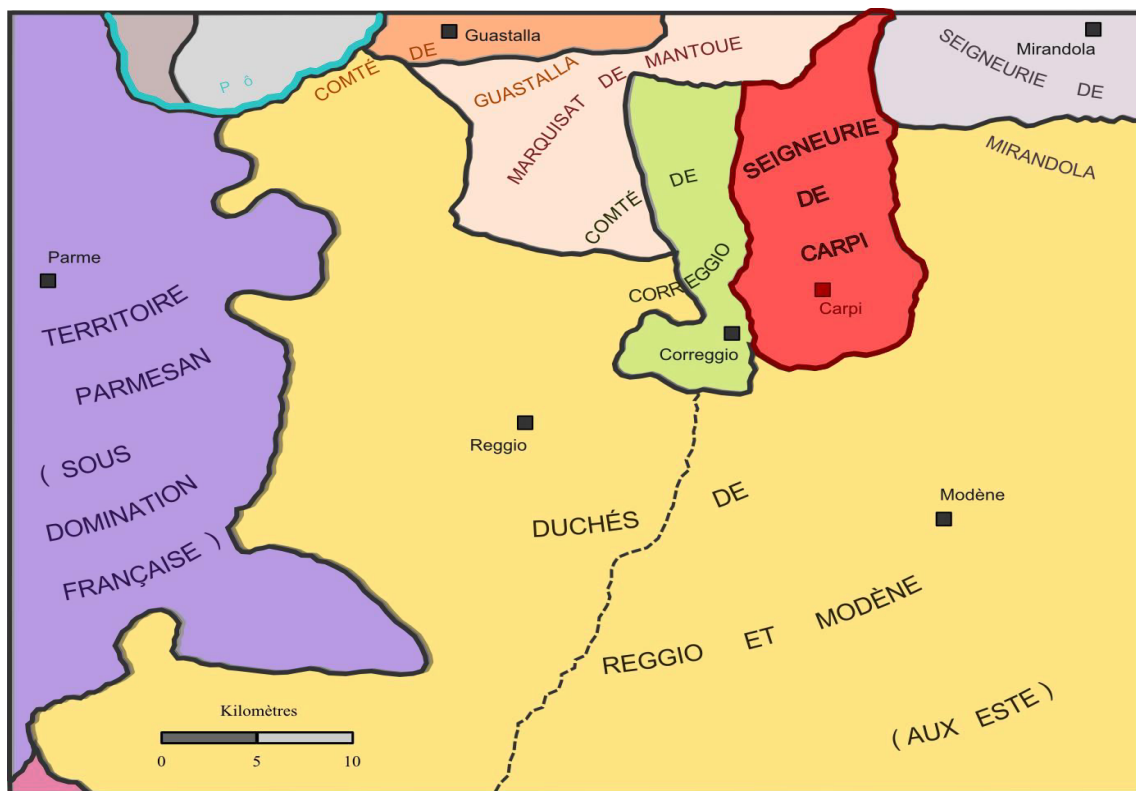 Guastalla
Mirandola
Pô
COMTÉ DE
GUASTALLA
MARQUISAT DE MANTOUE
SEIGNEURIE DE
MIRANDOLA
COMTÉ DE
CORREGGIO
SEIGNEURIE
DE
CARPI
Carpi
Correggio
Parme
TERRITOIRE
PARMESAN
( SOUS
DOMINATION
FRANÇAISE )
Reggio
Modène
DUCHÉS DE
REGGIO ET MODÈNE
( AUX ESTE )
Kilomètres
0 5 10